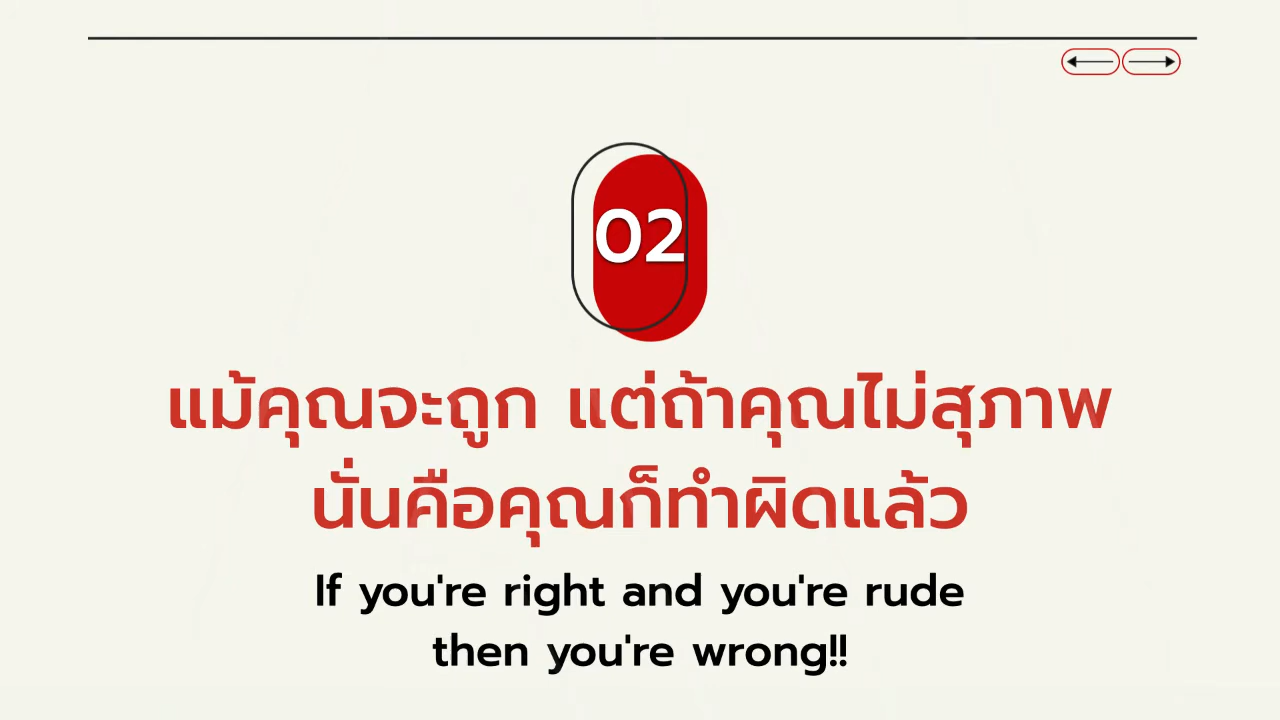 02
แม้คุณจะถูก แต่ถ้าคุณไม่สุภาพ
นั่นคือคุณก็ทำผิดแล้ว
If you're right and you're rude
then you're wrong!!